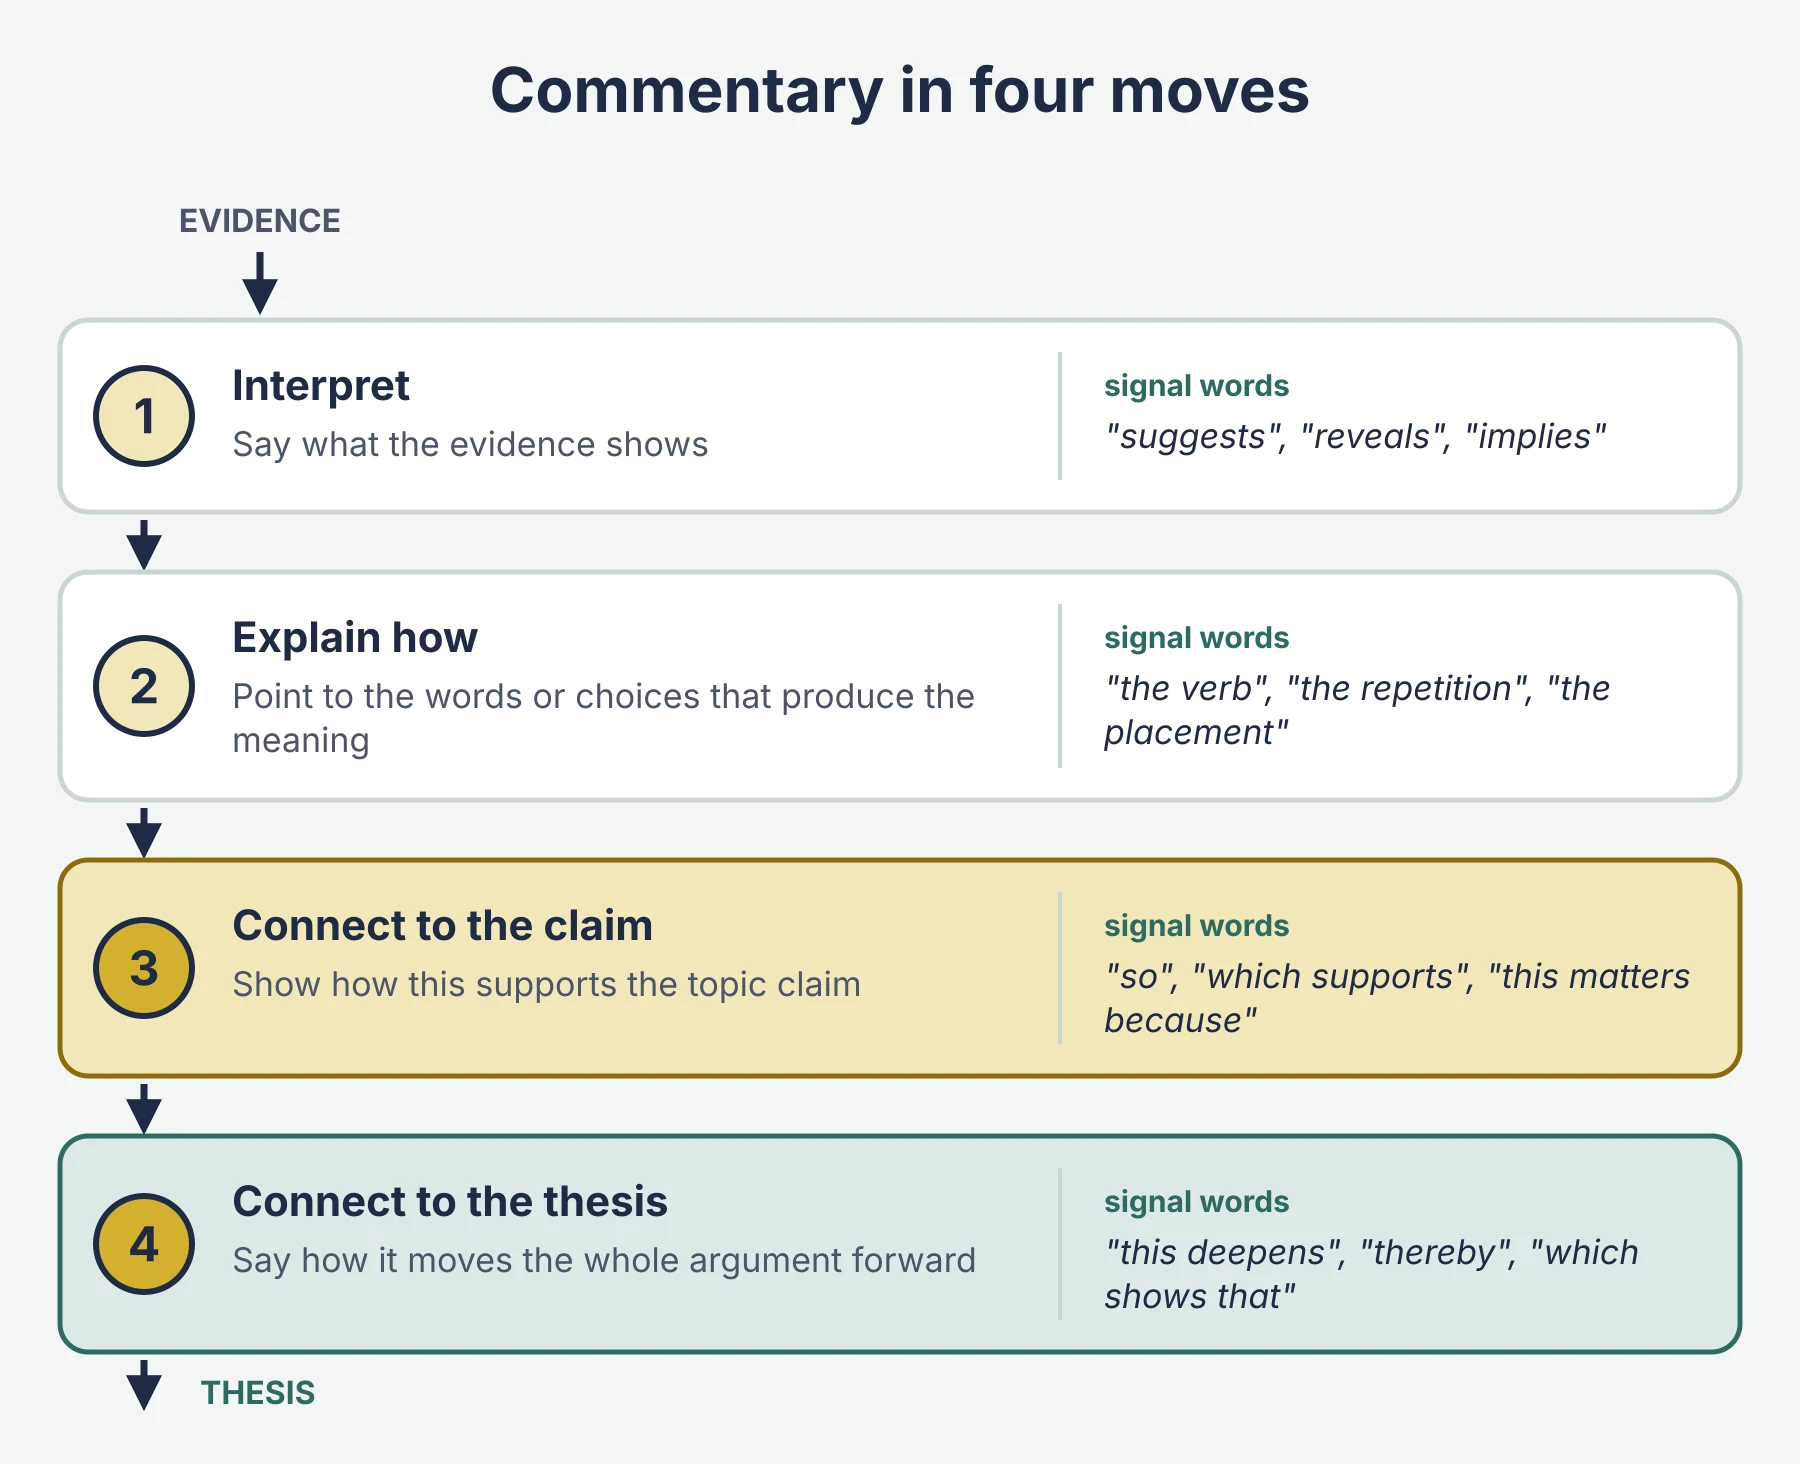 Commentary in four moves
EVIDENCE
1
Interpret
Say what the evidence shows
signal words
"suggests", "reveals", "implies"
2
Explain how
Point to the words or choices that produce the
meaning
signal words
"the verb", "the repetition", "the
placement"
3
Connect to the claim
Show how this supports the topic claim
signal words
"so", "which supports", "this matters
because"
4
Connect to the thesis
Say how it moves the whole argument forward
signal words
"this deepens", "thereby", "which
shows that"
THESIS